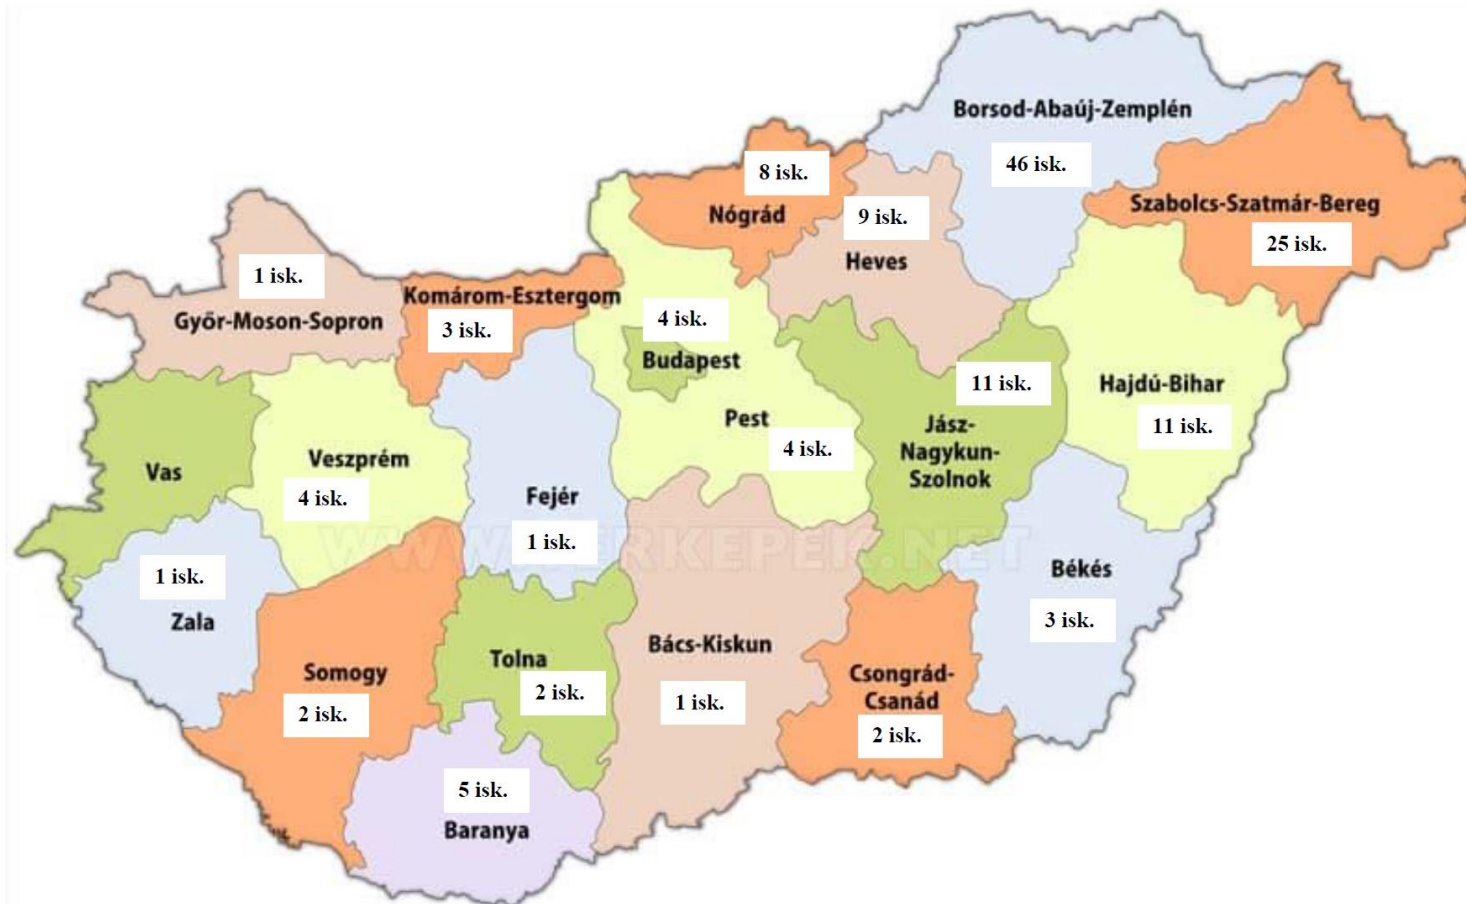 Borsod-Abaúj-Zemplén
46 isk.
8 isk.
Nógrád
9 isk.
Heves
Szabolcs-Szatmár-Bereg
25 isk.
1 isk.
Győr-Moson-Sopron
Komárom-Esztergom
3 isk.
4 isk.
Budapest
Pest
4 isk.
11 isk.
Jász-
Nagykun-
Szolnok
Hajdú-Bihar
11 isk.
Vas
Veszprém
4 isk.
Fejér
1 isk.
WWW.TERKEPEK.NET
1 isk.
Zala
Somogy
2 isk.
Tolna
2 isk.
Bács-Kiskun
1 isk.
Csongrád-
Csanád
2 isk.
Békés
3 isk.
5 isk.
Baranya